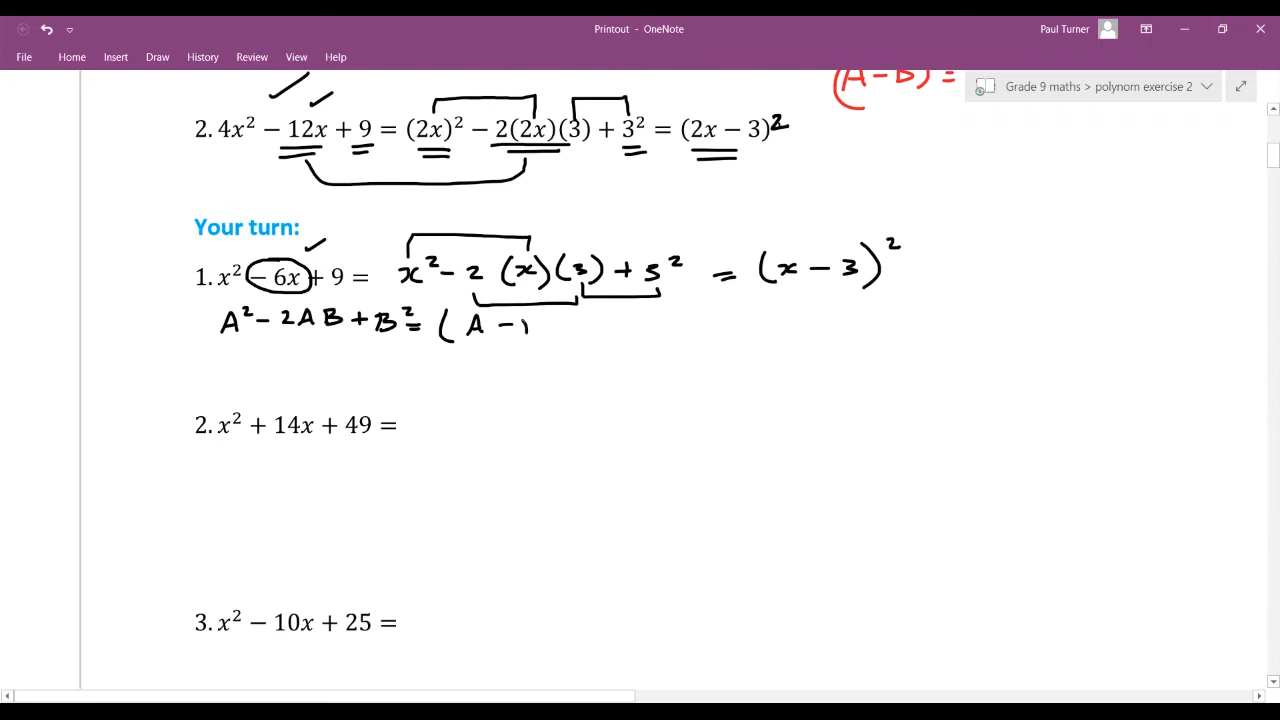 Printout - OneNote
Paul Turner
File Home Insert Draw History Review View Help
(A - B) =
Grade 9 maths > polynom exercise 2
2. 4x² − 12x + 9 = (2x)² − 2(2x)(3) + 3² = (2x − 3)²
Your turn:
1. x² − 6x + 9 = x² - 2 (x)(3) + 3² = (x - 3)²
A² - 2AB + B² = ( A -
2. x² + 14x + 49 =
3. x² − 10x + 25 =